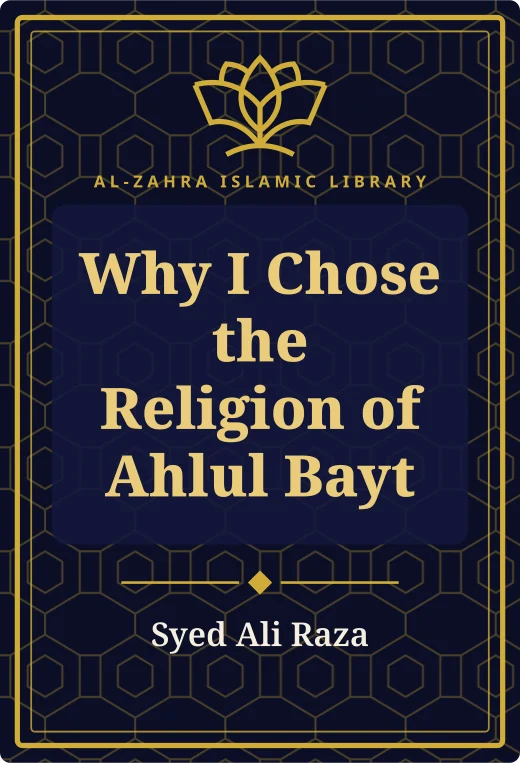 AL-ZAHRA ISLAMIC LIBRARY
Why I Chose
the
Religion of
Ahlul Bayt
Syed Ali Raza